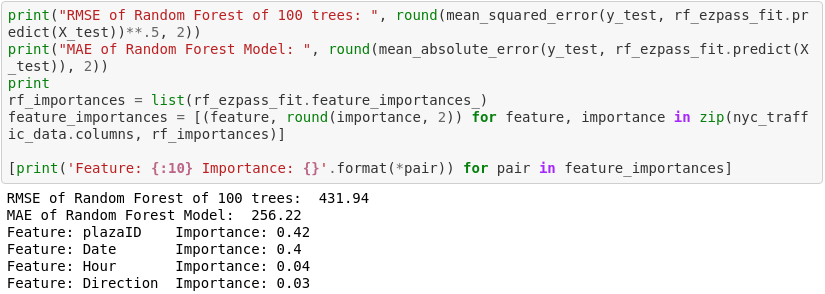 print("RMSE of Random Forest of 100 trees: ", round(mean_squared_error(y_test, rf_ezpass_fit.pr
edict(X_test))**.5, 2))
print("MAE of Random Forest Model: ", round(mean_absolute_error(y_test, rf_ezpass_fit.predict(X
_test)), 2))
print
rf_importances = list(rf_ezpass_fit.feature_importances_)
feature_importances = [(feature, round(importance, 2)) for feature, importance in zip(nyc_traff
ic_data.columns, rf_importances)]

[print('Feature: {:10} Importance: {}'.format(*pair)) for pair in feature_importances]
RMSE of Random Forest of 100 trees:  431.94
MAE of Random Forest Model:  256.22
Feature: plazaID    Importance: 0.42
Feature: Date       Importance: 0.4
Feature: Hour       Importance: 0.04
Feature: Direction  Importance: 0.03